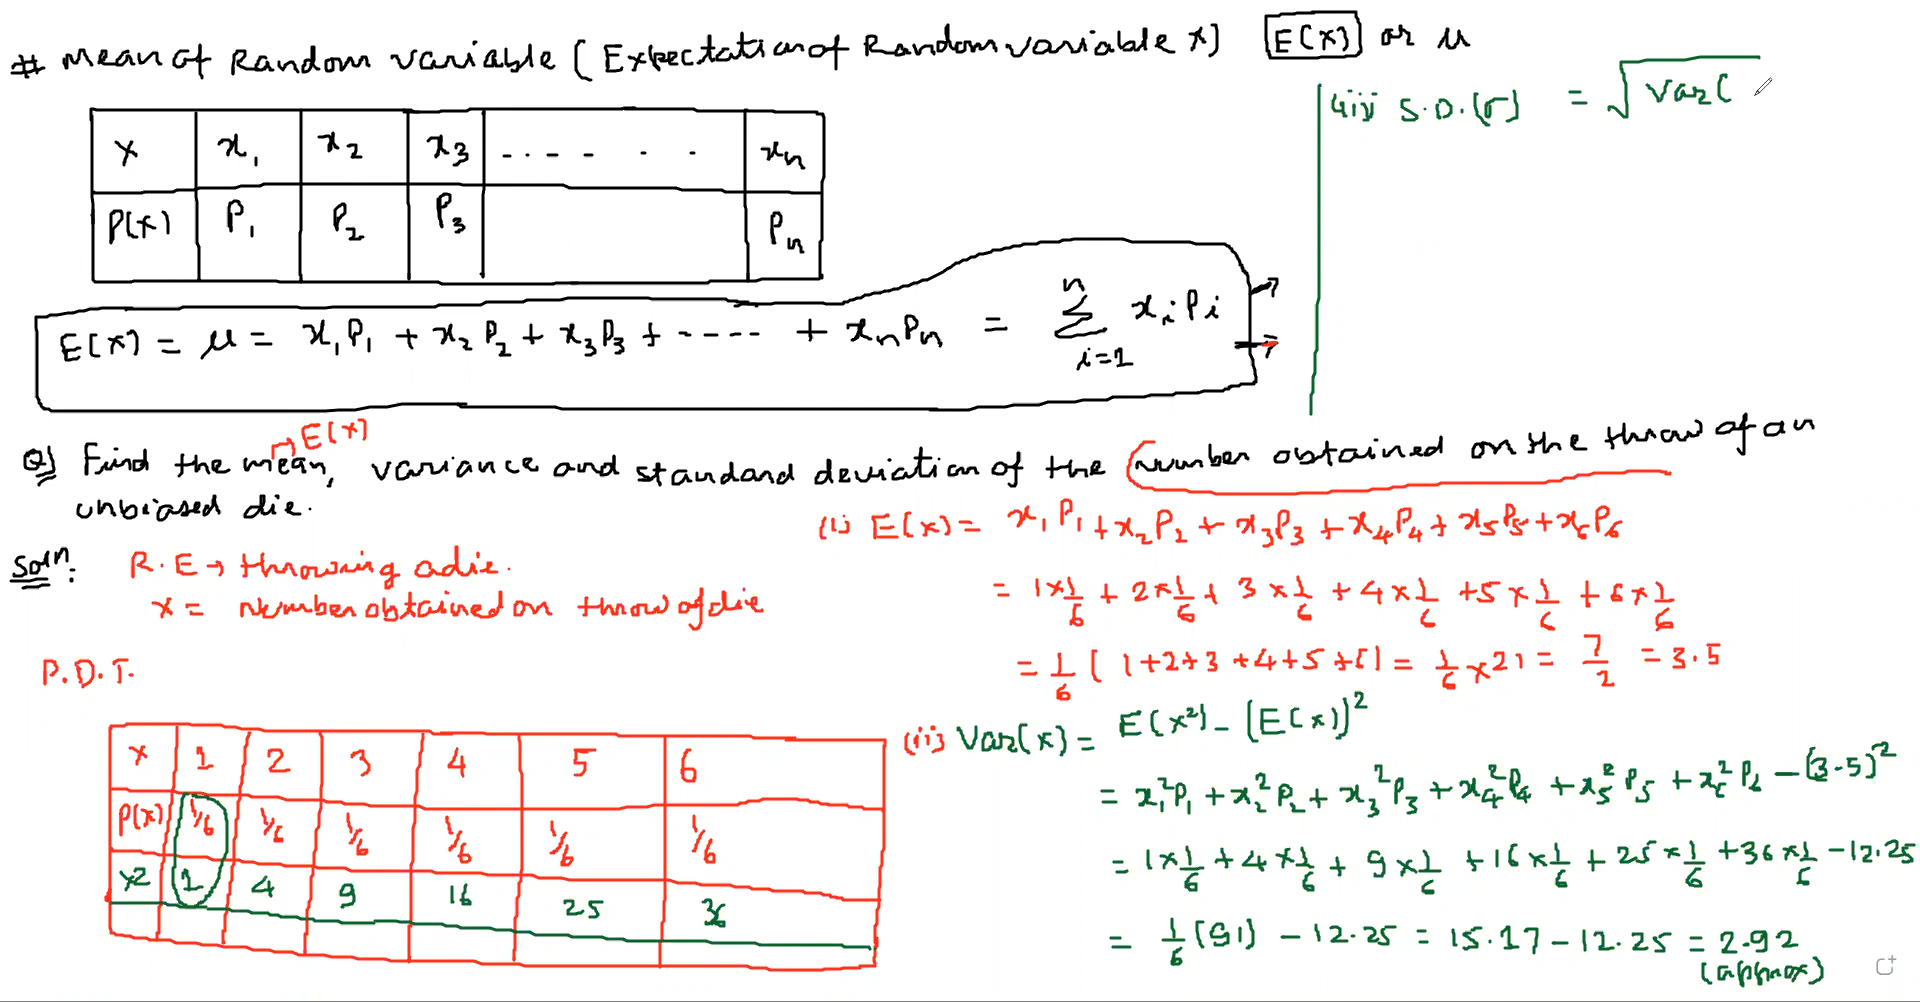 # Mean of Random variable (Expectation of Random variable X) E(X) or μ
X x₁ x₂ x₃ ........ xₙ
P(X) P₁ P₂ P₃ Pₙ
E(X) = μ = x₁P₁ + x₂P₂ + x₃P₃ + ----- + xₙPₙ = Σⁿᵢ₌₁ xᵢPᵢ
(iii) S.D.(σ) = √Var(
→ E(X)
Q) Find the mean, variance and standard deviation of the number obtained on the throw of an
unbiased die.
Solⁿ:
R.E → throwing a die.
X = Number obtained on throw of die
P.D.T.
X 1 2 3 4 5 6
P(X) 1/6 1/6 1/6 1/6 1/6 1/6
X² 1 4 9 16 25 36
(i) E(X) = x₁P₁ + x₂P₂ + x₃P₃ + x₄P₄ + x₅P₅ + x₆P₆
= 1×1/6 + 2×1/6 + 3×1/6 + 4×1/6 + 5×1/6 + 6×1/6
= 1/6 (1+2+3+4+5+6) = 1/6 × 21 = 7/2 = 3.5
(ii) Var(X) = E(X²) - (E(X))²
= x₁²P₁ + x₂²P₂ + x₃²P₃ + x₄²P₄ + x₅²P₅ + x₆²P₆ - (3.5)²
= 1×1/6 + 4×1/6 + 9×1/6 + 16×1/6 + 25×1/6 + 36×1/6 - 12.25
= 1/6 (91) - 12.25 = 15.17 - 12.25 = 2.92
(approx)